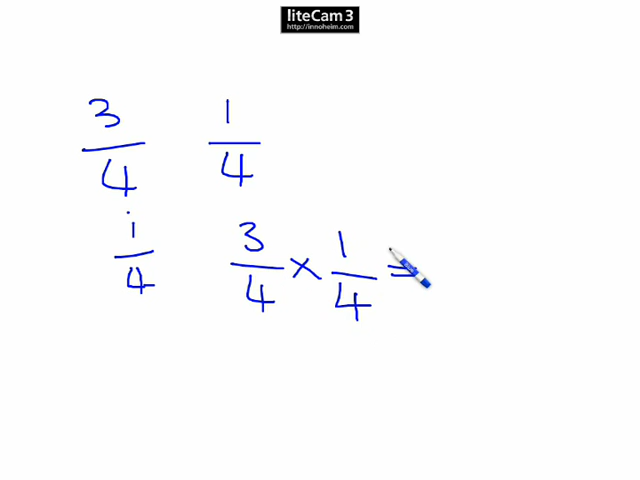 liteCam 3
http://innoheim.com
3/4 1/4
1/4 3/4 × 1/4 =